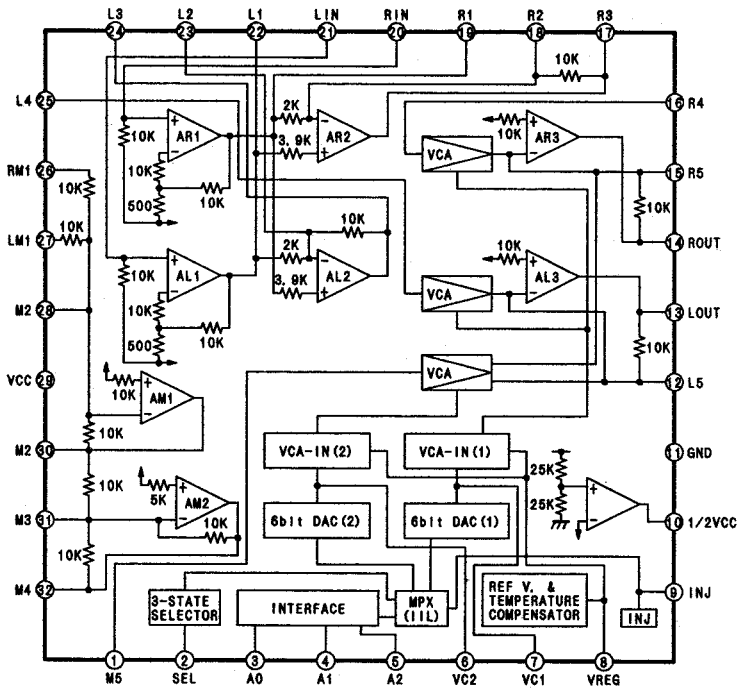 L3 L2 L1 LIN RIN R1 R2 R3
24 23 22 21 20 19 18 17
10K
L4 25
16 R4
2K
10K
AR1
AR2
3.9K
10K
AR3
VCA
RM1 26
10K
10K
15 R5
10K
500
10K
10K
LM1 27
10K
14 ROUT
10K
2K
10K
AL1
AL2
10K
AL3
3.9K
10K
VCA
M2 28
13 LOUT
500
10K
10K
VCC 29
VCA
12 L5
10K
AM1
10K
VCA-IN(2)
VCA-IN(1)
M2 30
11 GND
25K
10K
5K
AM2
25K
6bit DAC(2)
6bit DAC(1)
M3 31
10K
10 1/2VCC
10K
M4 32
3-STATE
SELECTOR
INTERFACE
MPX
(IIL)
REF V. &
TEMPERATURE
COMPENSATOR
9 INJ
INJ
1 2 3 4 5 6 7 8
M5 SEL A0 A1 A2 VC2 VC1 VREG